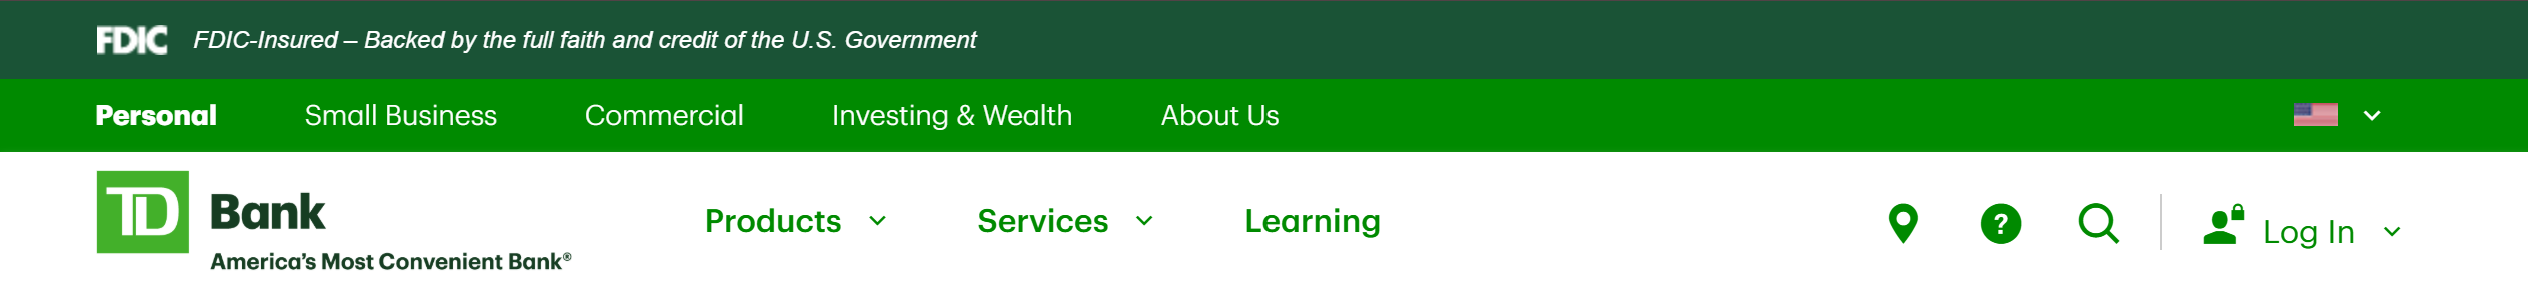 FDIC FDIC-Insured – Backed by the full faith and credit of the U.S. Government
Personal Small Business Commercial Investing & Wealth About Us
TD Bank
America's Most Convenient Bank®
Products Services Learning
? Log In